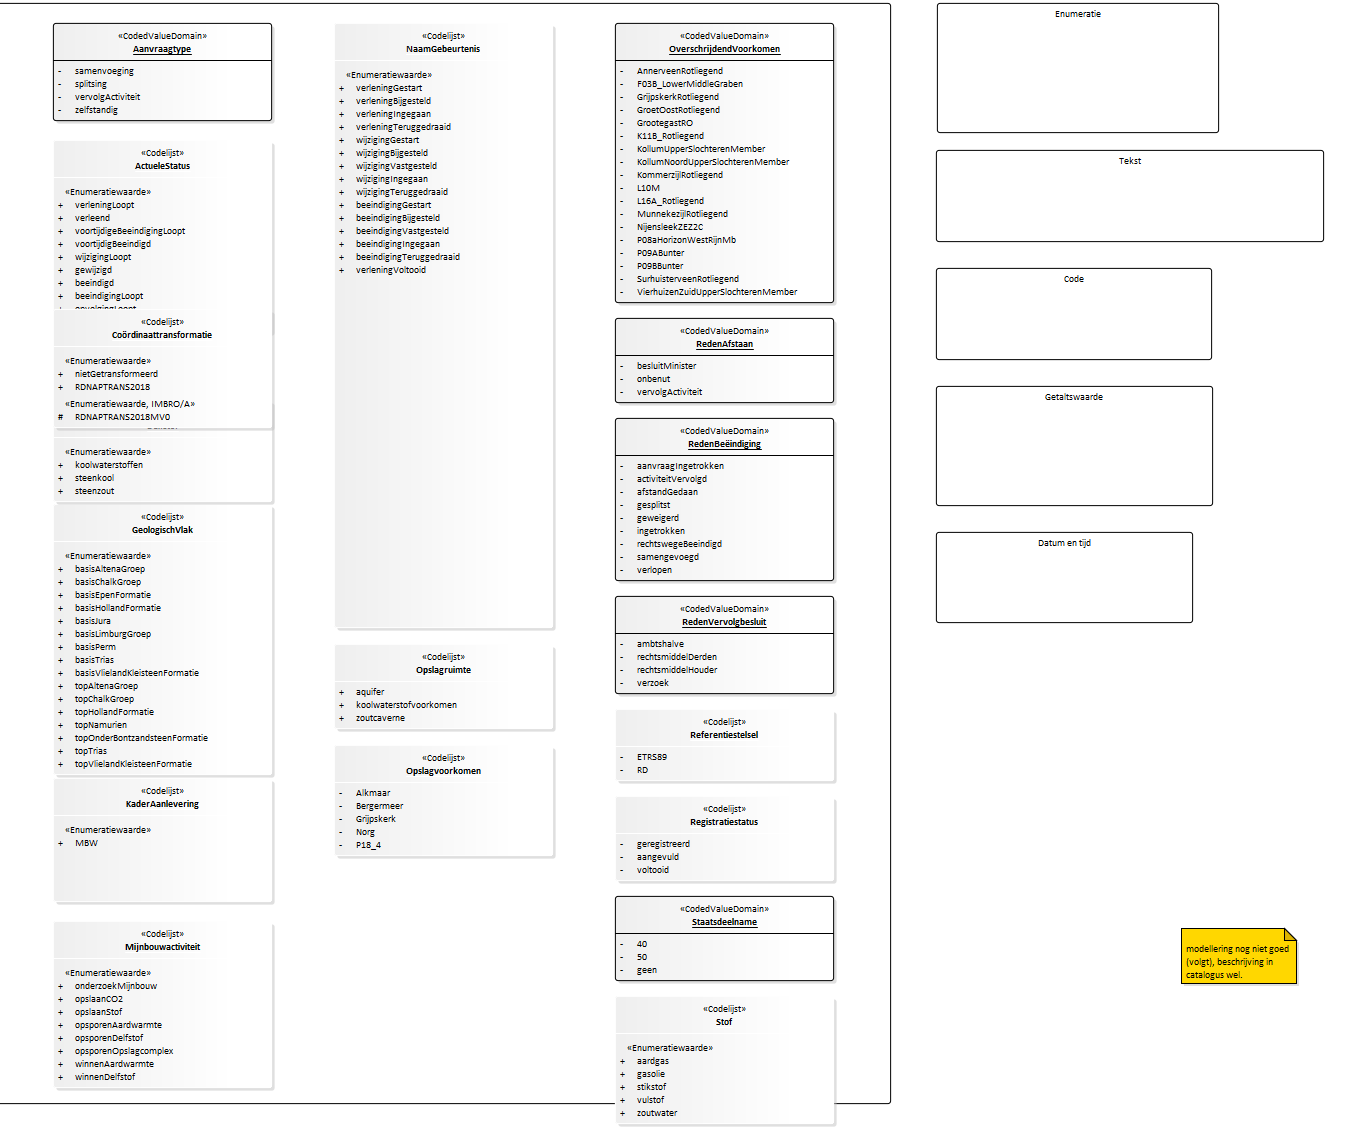 «CodedValueDomain»
Aanvraagtype
- samenvoeging
- splitsing
- vervolgActiviteit
- zelfstandig
«Codelijst»
ActueleStatus
«Enumeratiewaarde»
+ verleningLoopt
+ verleend
+ voortijdigeBeendigingLoopt
+ voortijdigBeeindigd
+ wijzigingLoopt
+ gewijzigd
+ beeindigd
+ beeindigingLoopt
«Codelijst»
Coördinaattransformatie
«Enumeratiewaarde»
+ nietGetransformeerd
+ RDNAPTRANS2018
«Enumeratiewaarde, IMBRO/A»
# RDNAPTRANS2018MV0
«Enumeratiewaarde»
+ koolwaterstoffen
+ steenkool
+ steenzout
«Codelijst»
GeologischVlak
«Enumeratiewaarde»
+ basisAltenaGroep
+ basisChalkGroep
+ basisEpenFormatie
+ basisHollandFormatie
+ basisJura
+ basisLimburgGroep
+ basisPerm
+ basisTrias
+ basisVlielandKleisteenFormatie
+ topAltenaGroep
+ topChalkGroep
+ topHollandFormatie
+ topNamurien
+ topOnderBontzandsteenFormatie
+ topTrias
+ topVlielandKleisteenFormatie
«Codelijst»
KaderAanlevering
«Enumeratiewaarde»
+ MBW
«Codelijst»
Mijnbouwactiviteit
«Enumeratiewaarde»
+ onderzoekMijnbouw
+ opslaanCO2
+ opslaanStof
+ opsporenAardwarmte
+ opsporenDelfstof
+ opsporenOpslagcomplex
+ winnenAardwarmte
+ winnenDelfstof
«Codelijst»
NaamGebeurtenis
«Enumeratiewaarde»
+ verleningGestart
+ verleningBijgesteld
+ verleningIngegaan
+ verleningTeruggedraaid
+ wijzigingGestart
+ wijzigingBijgesteld
+ wijzigingVastgesteld
+ wijzigingIngegaan
+ wijzigingTeruggedraaid
+ beeindigingGestart
+ beeindigingBijgesteld
+ beeindigingVastgesteld
+ beeindigingIngegaan
+ beeindigingTeruggedraaid
+ verleningVoltooid
«Codelijst»
Opslagruimte
+ aquifer
+ koolwaterstofvoorkomen
+ zoutcaverne
«Codelijst»
Opslagvoorkomen
- Alkmaar
- Bergermeer
- Grijpskerk
- Norg
- P18_4
«CodedValueDomain»
OverschrijdendVoorkomen
- AnnerveenRotliegend
- F03B_LowerMiddleGraben
- GrijpskerkRotliegend
- GroetOostRotliegend
- GrootegastRO
- K11B_Rotliegend
- KollumUpperSlochterenMember
- KollumNoordUpperSlochterenMember
- KommerzijlRotliegend
- L10M
- L16A_Rotliegend
- MunnekezijlRotliegend
- NijensleekZEZ2C
- P08aHorizonWestRijnMb
- P09ABunter
- P09BBunter
- SurhuisterveenRotliegend
- VierhuizenZuidUpperSlochterenMember
«CodedValueDomain»
RedenAfstaan
- besluitMinister
- onbenut
- vervolgActiviteit
«CodedValueDomain»
RedenBeëindiging
- aanvraagIngetrokken
- activiteitVervolgd
- afstandGedaan
- gesplitst
- geweigerd
- ingetrokken
- rechtswegeBeeindigd
- samengevoegd
- verlopen
«CodedValueDomain»
RedenVervolgbesluit
- ambtshalve
- rechtsmiddelDerden
- rechtsmiddelHouder
- verzoek
«Codelijst»
Referentiestelsel
- ETRS89
- RD
«Codelijst»
Registratiestatus
- geregistreerd
- aangevuld
- voltooid
«CodedValueDomain»
Staatsdeelname
- 40
- 50
- geen
«Codelijst»
Stof
«Enumeratiewaarde»
+ aardgas
+ gasolie
+ stikstof
+ vulstof
+ zoutwater
Enumeratie
Tekst
Code
Getaltswaarde
Datum en tijd
modellering nog niet goed
(volgt), beschrijving in
catalogus wel.